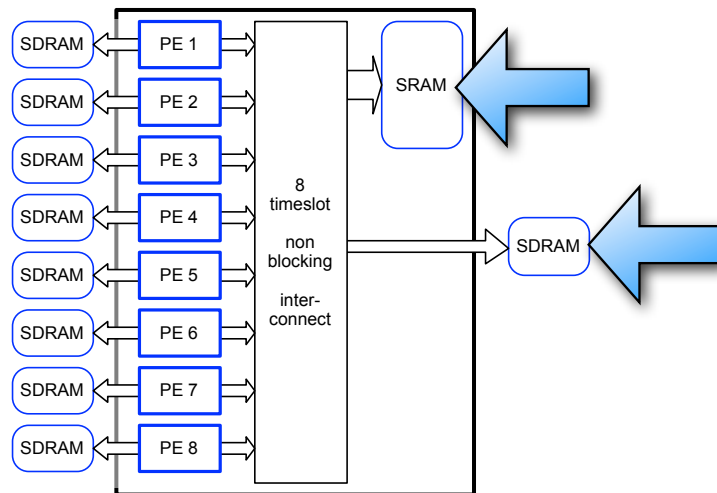 SDRAM
PE 1
SDRAM
PE 2
SDRAM
PE 3
SDRAM
PE 4
SDRAM
PE 5
SDRAM
PE 6
SDRAM
PE 7
SDRAM
PE 8
8
timeslot
non
blocking
inter-
connect
SRAM
SDRAM